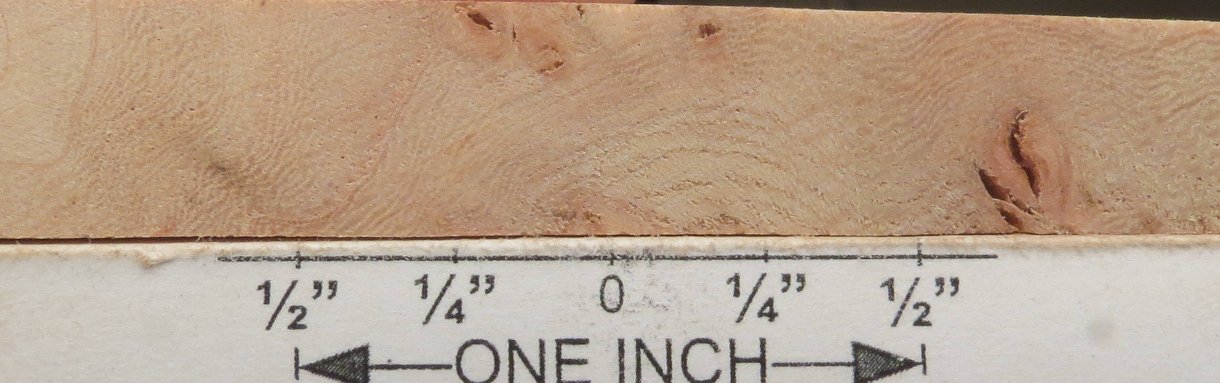 ½” ¼” 0 ¼” ½”
ONE INCH